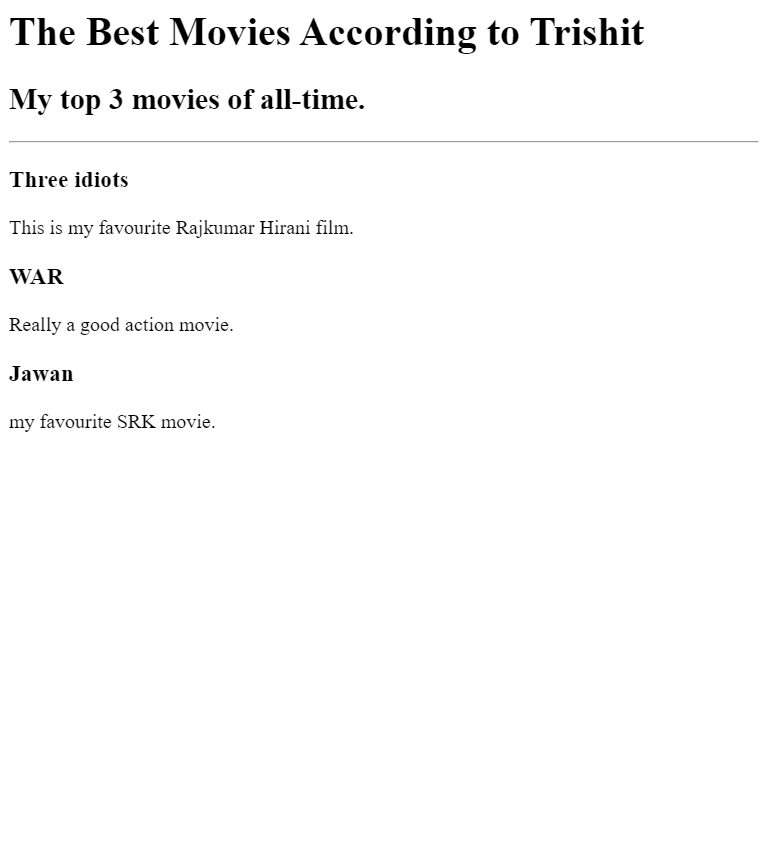 The Best Movies According to Trishit
My top 3 movies of all-time.
Three idiots
This is my favourite Rajkumar Hirani film.
WAR
Really a good action movie.
Jawan
my favourite SRK movie.